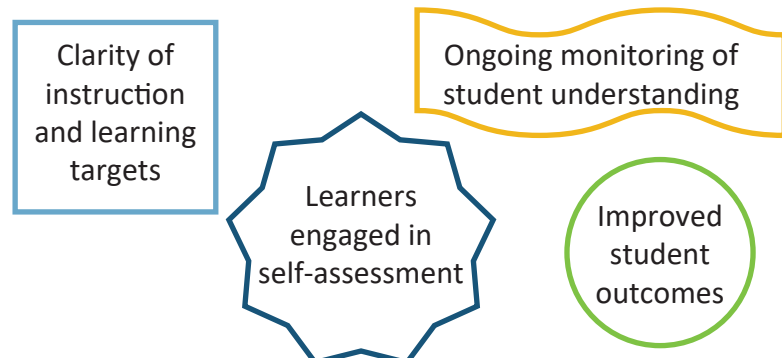 Clarity of
instruction
and learning
targets
Ongoing monitoring of
student understanding
Learners
engaged in
self-assessment
Improved
student
outcomes